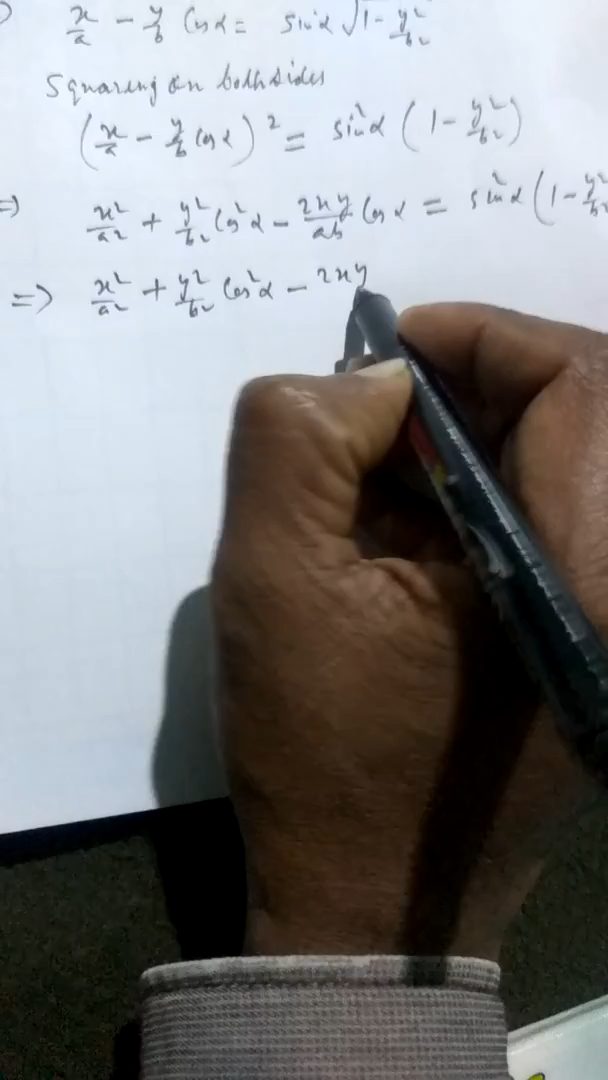 x/a - y/b Cos α = sin α √(1 - y²/b²)
Squaring on both sides
(x/a - y/b Cos α)² = sin²α (1 - y²/b²)
=) x²/a² + y²/b² Cos²α - 2xy/ab Cos α = sin²α (1 - y²/b²
=> x²/a² + y²/b² Cos²α - 2xy